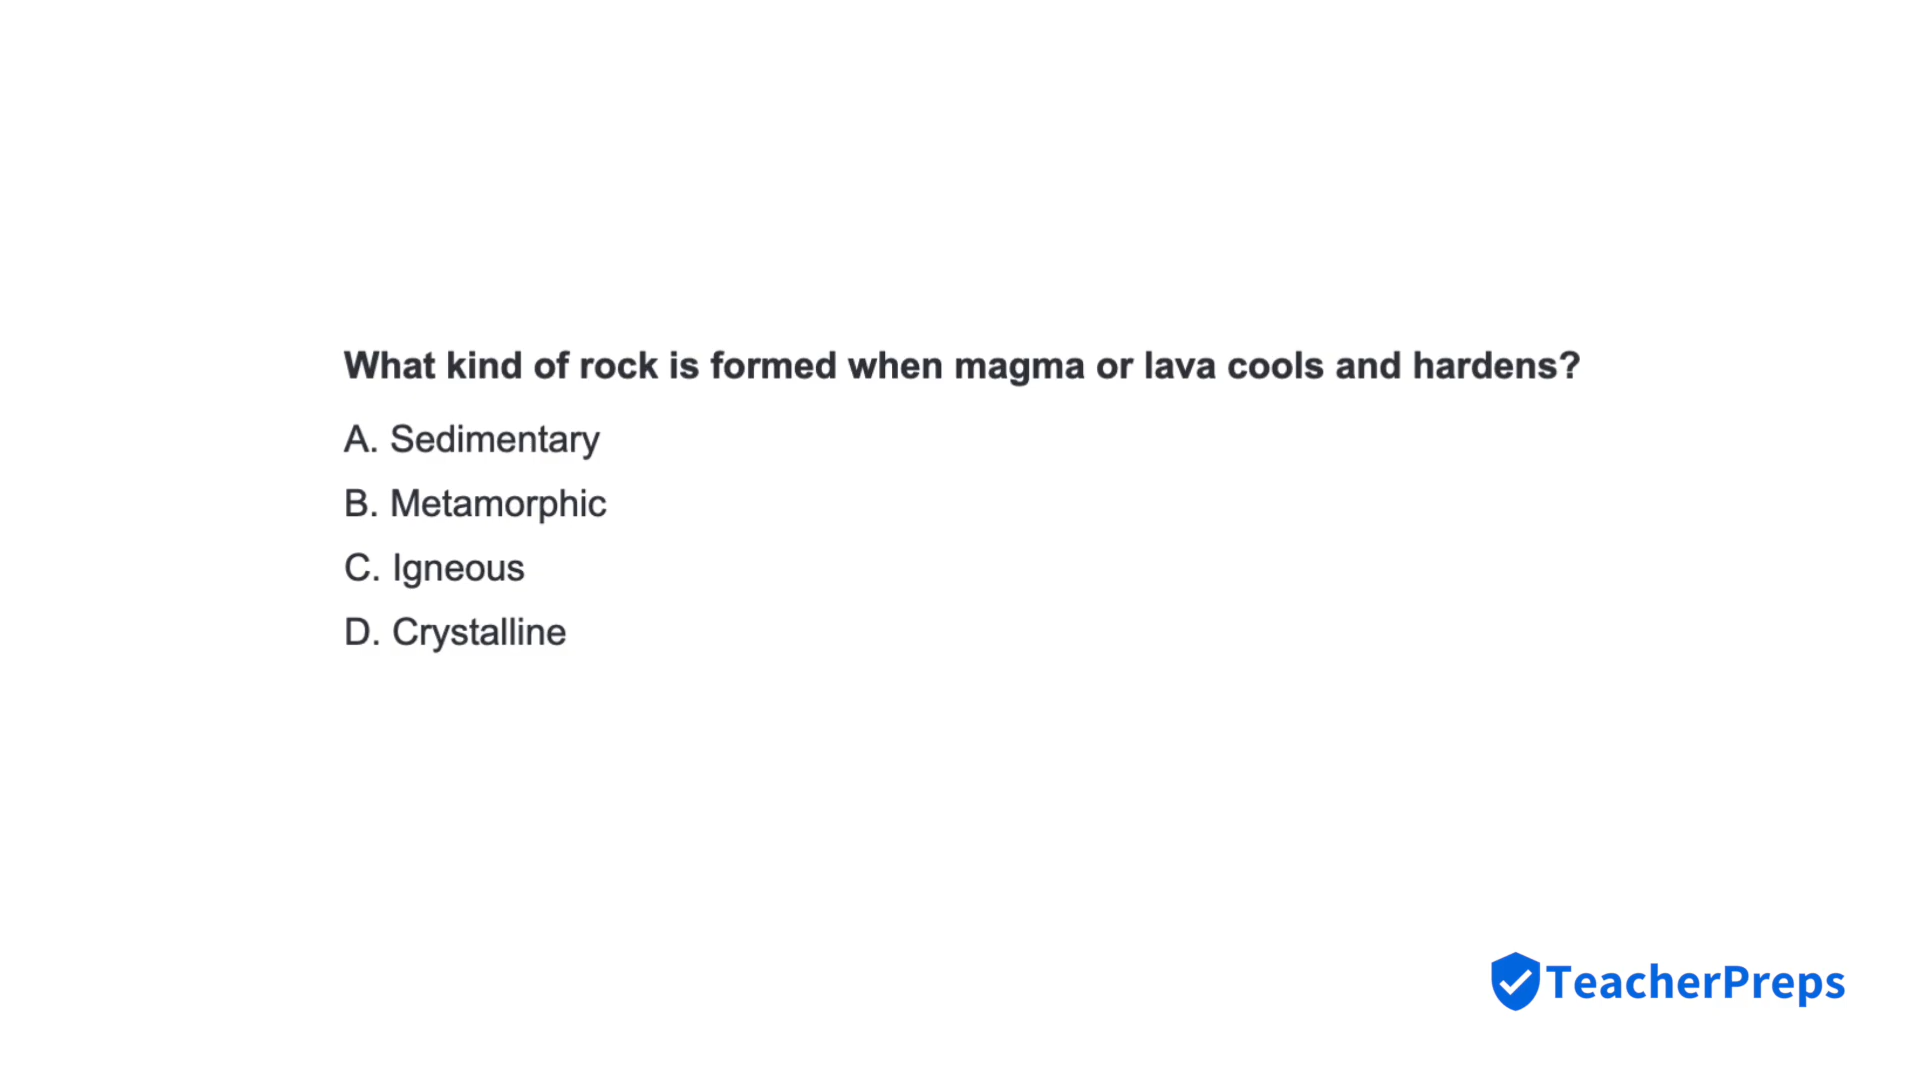 What kind of rock is formed when magma or lava cools and hardens?
A. Sedimentary
B. Metamorphic
C. Igneous
D. Crystalline
TeacherPreps